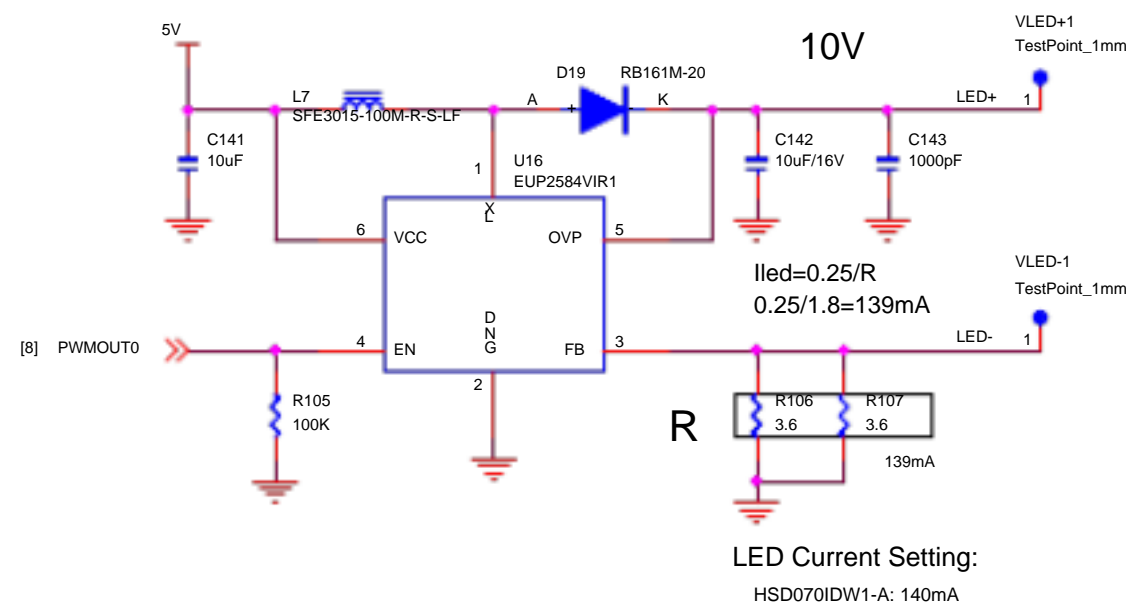 5V
10V
VLED+1
TestPoint_1mm
D19
RB161M-20
L7
SFE3015-100M-R-S-LF
A
+
K
LED+
1
C141
10uF
1
U16
EUP2584VIR1
C142
10uF/16V
C143
1000pF
LX
6
VCC
OVP
5
Iled=0.25/R
0.25/1.8=139mA
VLED-1
TestPoint_1mm
GND
[8]
PWMOUT0
4
EN
FB
3
LED-
1
2
R105
100K
R
R106
3.6
R107
3.6
139mA
LED Current Setting:
HSD070IDW1-A: 140mA